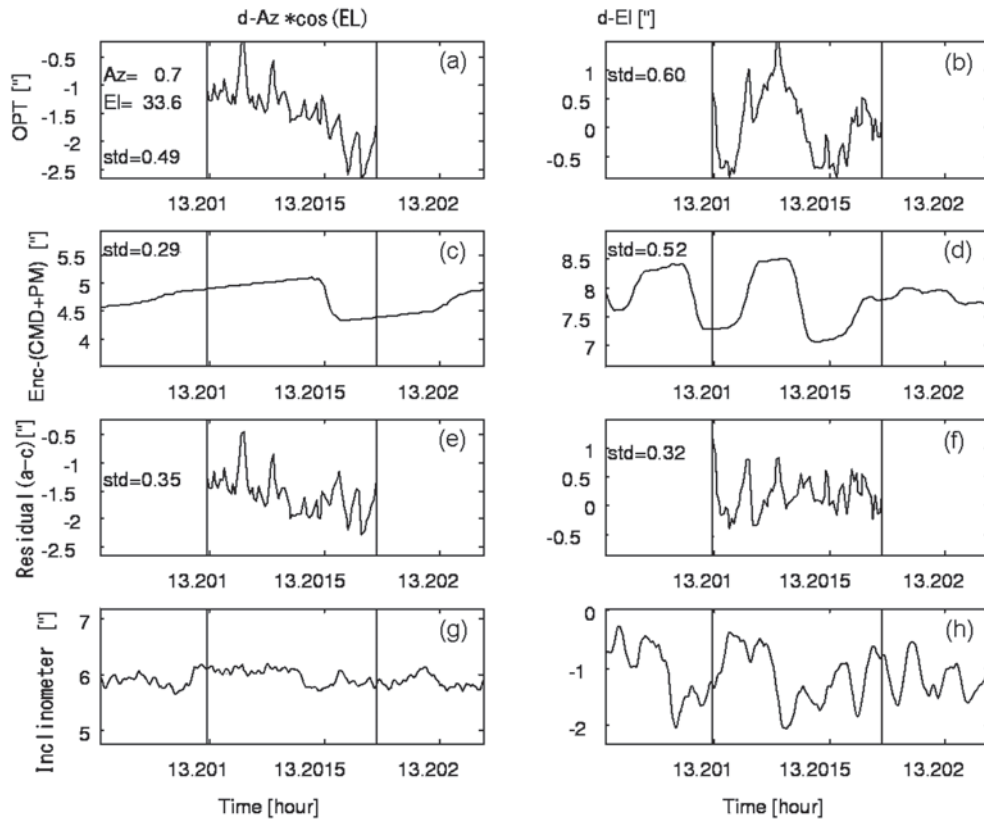 d-Az *cos (EL)
d-El ["]
OPT ["]
-0.5
-1
-1.5
-2
-2.5
Az= 0.7
El= 33.6
std=0.49
(a)
13.201 13.2015 13.202
1
0.5
0
-0.5
std=0.60
(b)
13.201 13.2015 13.202
Enc-(CMD+PM) ["]
5.5
5
4.5
4
std=0.29
(c)
13.201 13.2015 13.202
8.5
8
7.5
7
std=0.52
(d)
13.201 13.2015 13.202
Residual (a-c) ["]
-0.5
-1
-1.5
-2
-2.5
std=0.35
(e)
13.201 13.2015 13.202
1
0.5
0
-0.5
std=0.32
(f)
13.201 13.2015 13.202
Inclinometer ["]
7
6
5
(g)
13.201 13.2015 13.202
Time [hour]
0
-1
-2
(h)
13.201 13.2015 13.202
Time [hour]